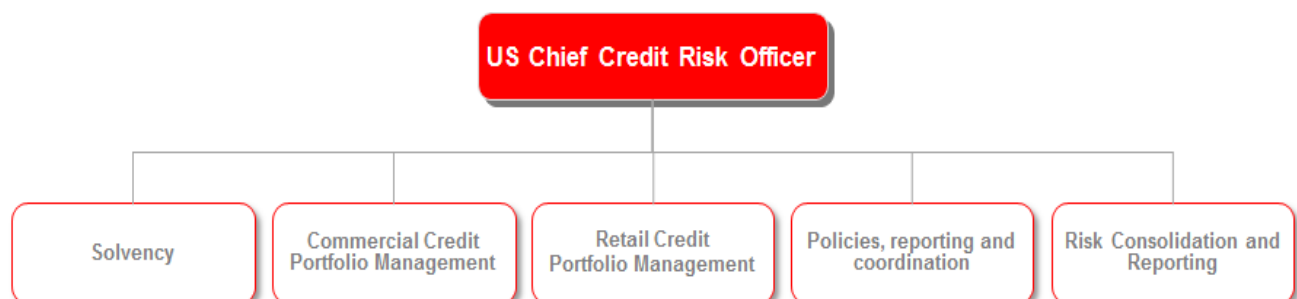 US Chief Credit Risk Officer
Solvency
Commercial Credit
Portfolio Management
Retail Credit
Portfolio Management
Policies, reporting and
coordination
Risk Consolidation and
Reporting